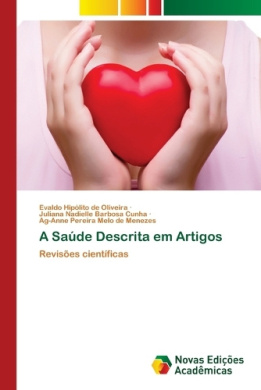 Evaldo Hipólito de Oliveira ·
Juliana Nadielle Barbosa Cunha ·
Ag-Anne Pereira Melo de Menezes
A Saúde Descrita em Artigos
Revisões científicas
Novas Edições
Acadêmicas